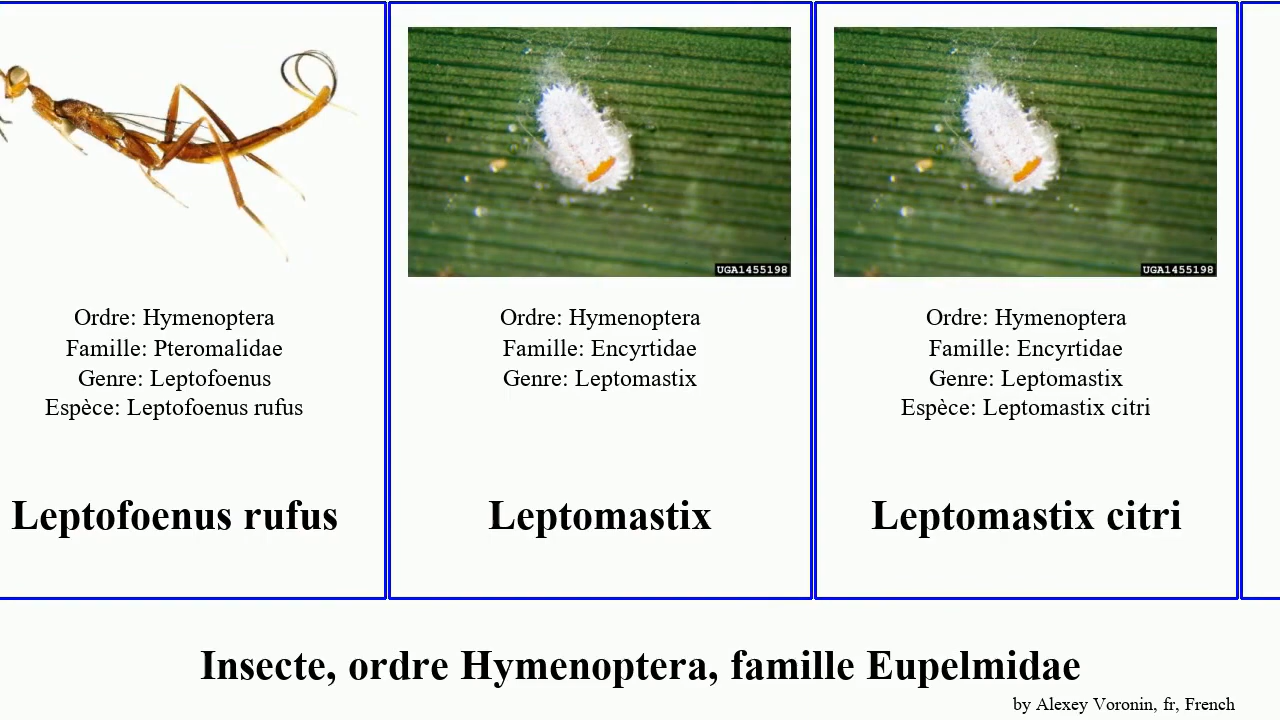 UGA1455198
UGA1455198
Ordre: Hymenoptera
Famille: Pteromalidae
Genre: Leptofoenus
Espèce: Leptofoenus rufus
Leptofoenus rufus
Ordre: Hymenoptera
Famille: Encyrtidae
Genre: Leptomastix
Leptomastix
Ordre: Hymenoptera
Famille: Encyrtidae
Genre: Leptomastix
Espèce: Leptomastix citri
Leptomastix citri
Insecte, ordre Hymenoptera, famille Eupelmidae
by Alexey Voronin, fr, French